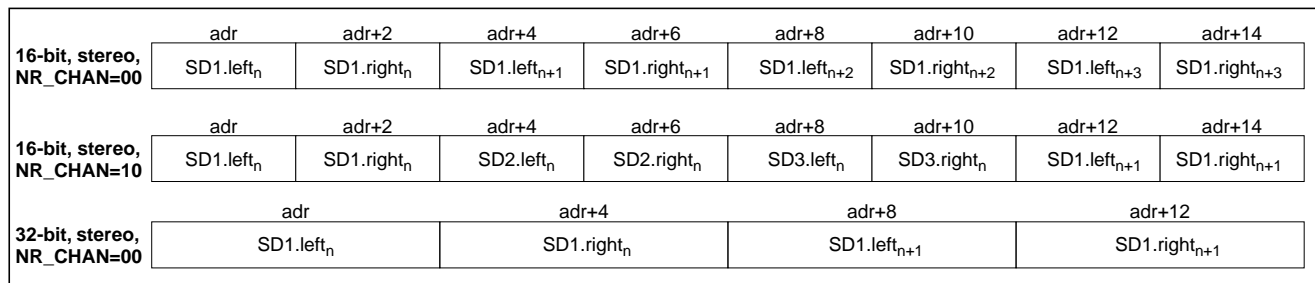 adr adr+2 adr+4 adr+6 adr+8 adr+10 adr+12 adr+14
16-bit, stereo,
NR_CHAN=00 SD1.leftn SD1.rightn SD1.leftn+1 SD1.rightn+1 SD1.leftn+2 SD1.rightn+2 SD1.leftn+3 SD1.rightn+3
adr adr+2 adr+4 adr+6 adr+8 adr+10 adr+12 adr+14
16-bit, stereo,
NR_CHAN=10 SD1.leftn SD1.rightn SD2.leftn SD2.rightn SD3.leftn SD3.rightn SD1.leftn+1 SD1.rightn+1
adr adr+4 adr+8 adr+12
32-bit, stereo,
NR_CHAN=00 SD1.leftn SD1.rightn SD1.leftn+1 SD1.rightn+1